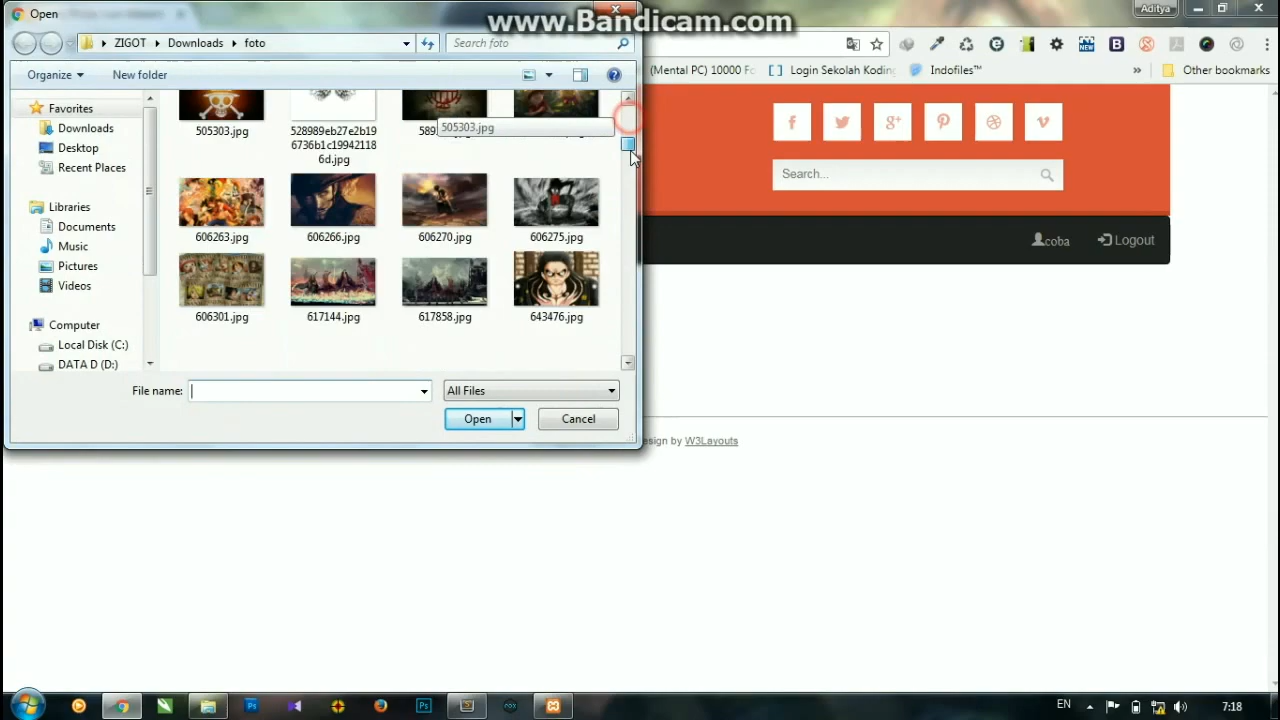 Open
www.Bandicam.com
Aditya
ZIGOT
Downloads
foto
Search foto
(Mental PC) 10000 Fo
Login Sekolah Koding
Indofiles™
»
Other bookmarks
Organize
New folder
Favorites
Downloads
Desktop
Recent Places
Libraries
Documents
Music
Pictures
Videos
Computer
Local Disk (C:)
DATA D (D:)
505303.jpg
528989eb27e2b19
6736b1c19942118
6d.jpg
589
505303.jpg
606263.jpg
606266.jpg
606270.jpg
606275.jpg
606301.jpg
617144.jpg
617858.jpg
643476.jpg
File name:
All Files
Open
Cancel
Search...
coba
Logout
esign by W3Layouts
EN
7:18